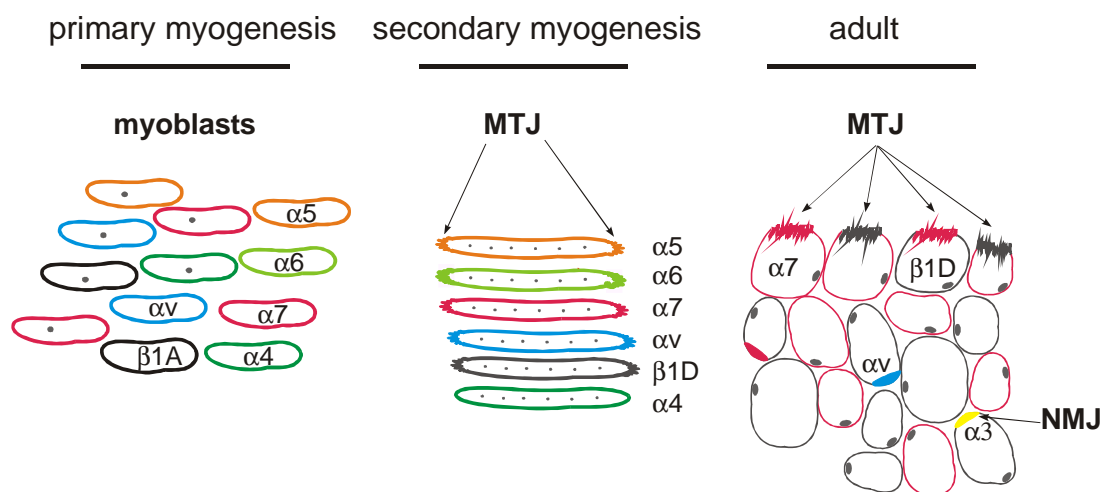 primary myogenesis
secondary myogenesis
adult
myoblasts
MTJ
MTJ
α5
α6
αv
α7
β1A
α4
α5
α6
α7
αv
β1D
α4
α7
β1D
αv
α3
NMJ